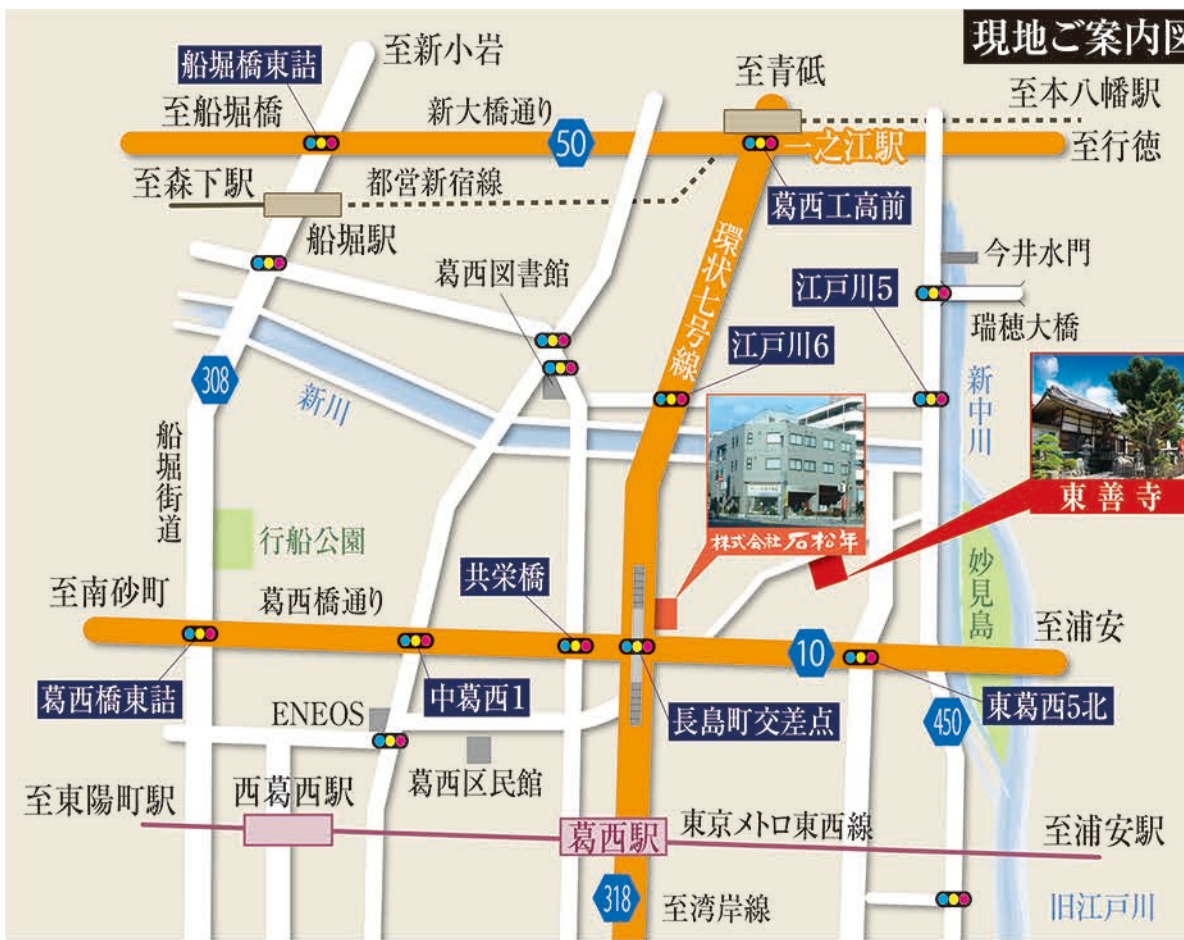 現地ご案内図
至新小岩
船堀橋東詰
至船堀橋
新大橋通り
50
至青砥
至本八幡駅
一之江駅
至行徳
至森下駅
都営新宿線
船堀駅
葛西工高前
環状七号線
葛西図書館
今井水門
江戸川5
瑞穂大橋
江戸川6
308
新川
新中川
船堀街道
株式会社 石松年
東善寺
行船公園
妙見島
共栄橋
至南砂町
葛西橋通り
至浦安
10
葛西橋東詰
中葛西1
長島町交差点
東葛西5北
450
ENEOS
葛西区民館
西葛西駅
至東陽町駅
葛西駅
東京メトロ東西線
至浦安駅
318
至湾岸線
旧江戸川